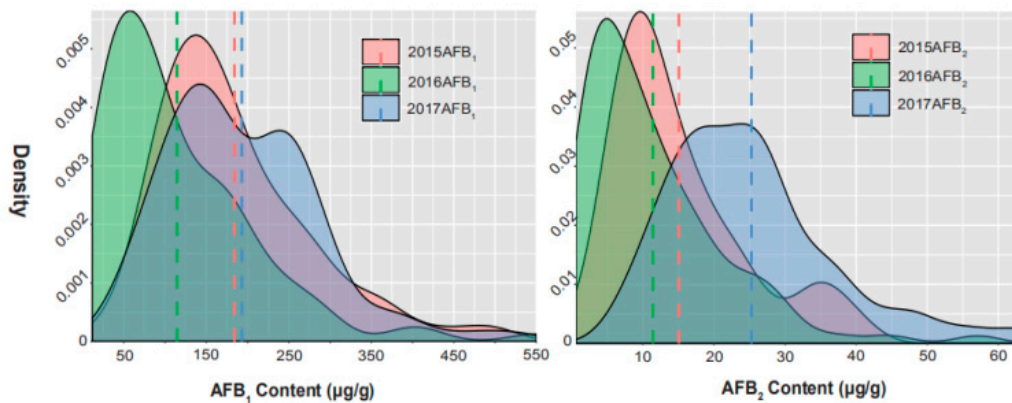 Density
0.005
0.004
0.003
0.002
0.001
0
50
150
250
350
450
550
AFB1 Content (μg/g)
2015AFB1
2016AFB1
2017AFB1
0.05
0.04
0.03
0.02
0.01
0
10
20
30
40
50
60
AFB2 Content (μg/g)
2015AFB2
2016AFB2
2017AFB2